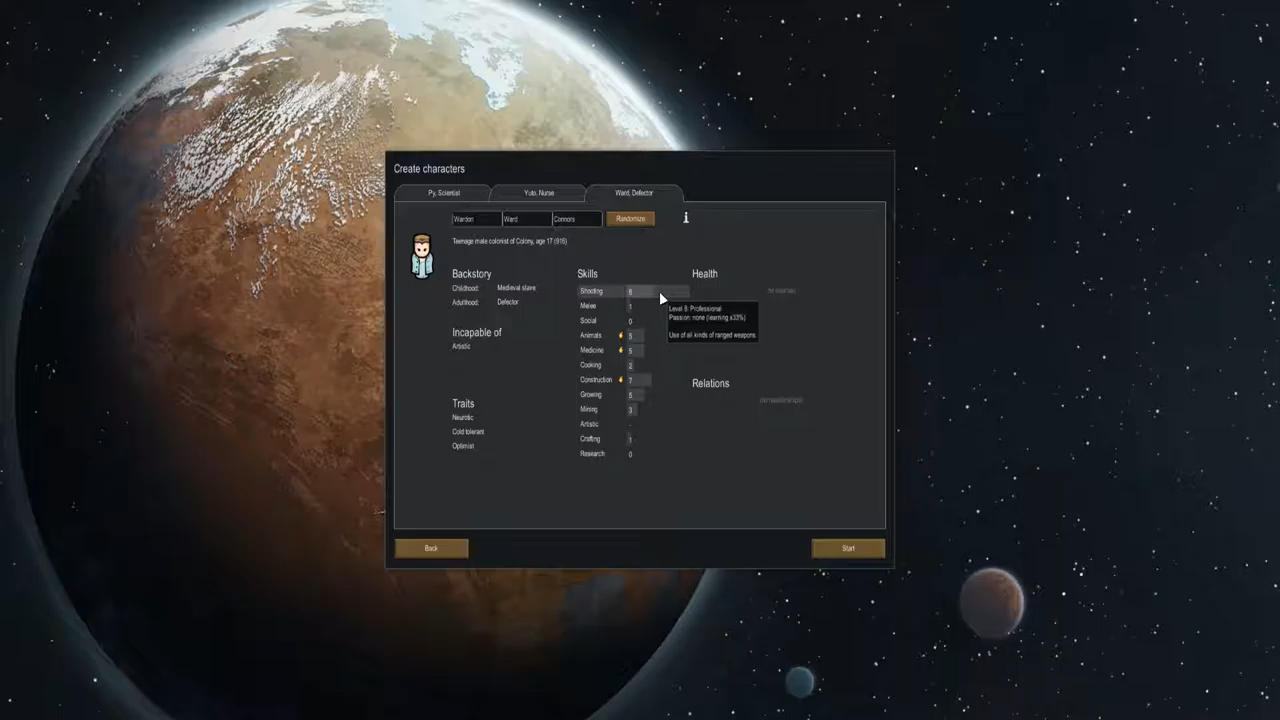 Create characters
Py, Scientist
Yuto, Nurse
Ward, Defector
Wardon
Ward
Connors
Randomize
i
Teenage male colonist of Colony, age 17 (916)
Backstory
Childhood: Medieval slave
Adulthood: Defector
Incapable of
Artistic
Traits
Neurotic
Cold tolerant
Optimist
Skills
Shooting 8
Melee 1
Social 0
Animals 5
Medicine 5
Cooking 2
Construction 7
Growing 5
Mining 3
Artistic -
Crafting 1
Research 0
Health
Level 8: Professional
Passion: none (learning x33%)
Use of all kinds of ranged weapons.
Relations
Back
Start